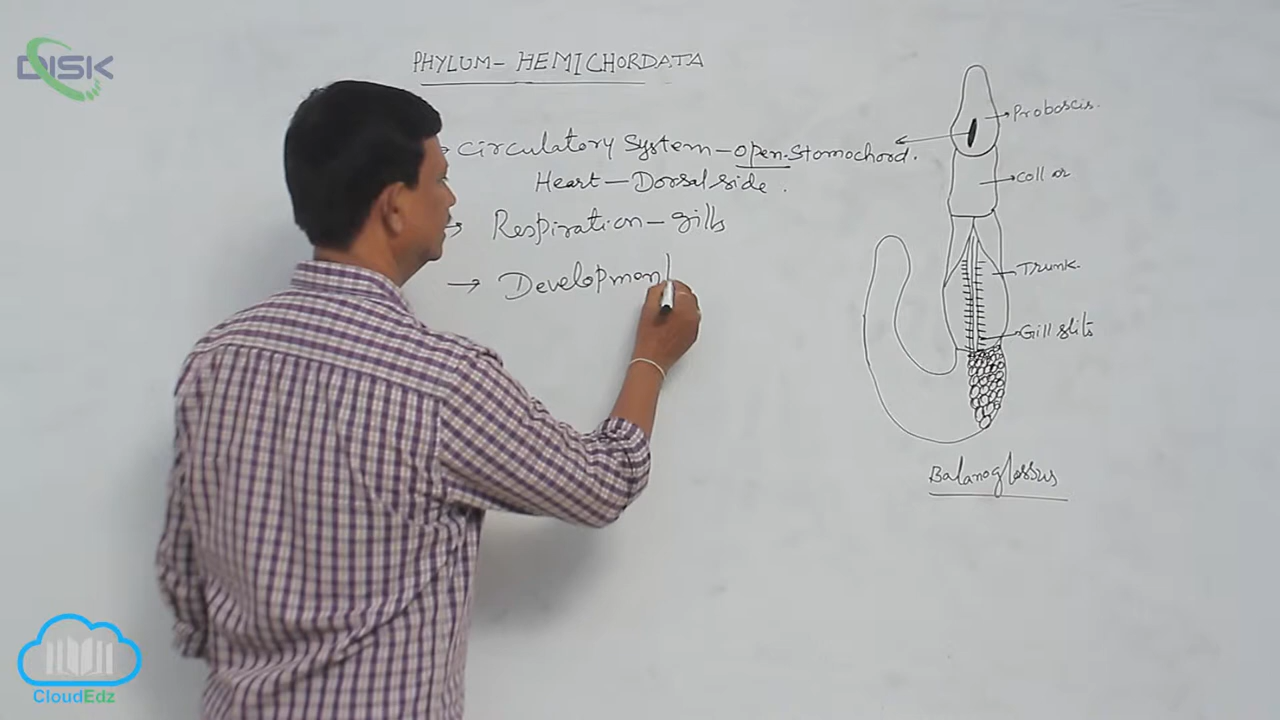 DISK
PHYLUM- HEMICHORDATA
Circulatory System - Open.
Heart - Dorsal side.
→ Respiration - gills
→ Development
Stomochord.
Proboscis.
Collar
Trunk.
Gill slits
Balanoglossus
CloudEdz